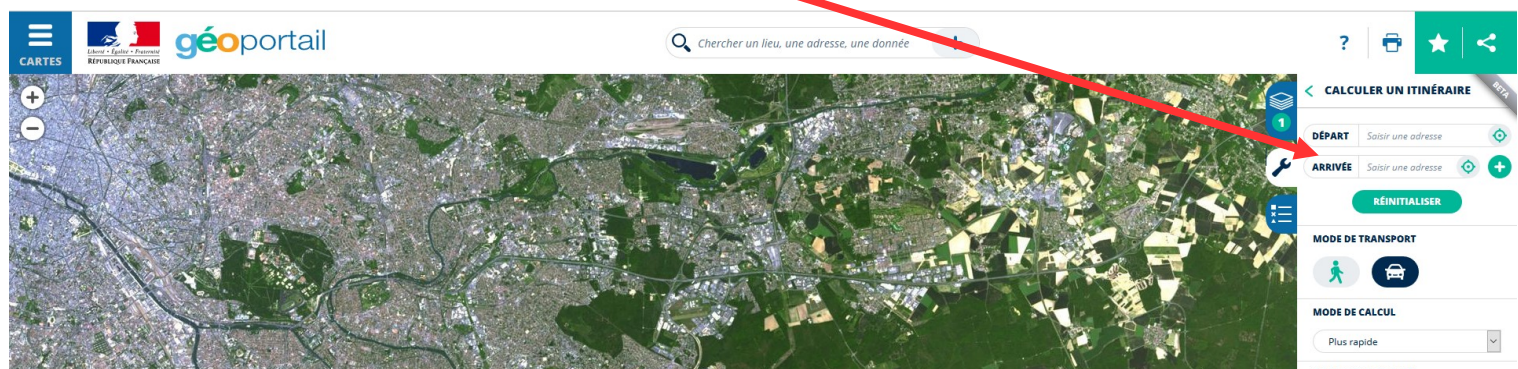 CARTES
Liberté • Égalité • Fraternité
RÉPUBLIQUE FRANÇAISE
géoportail
Chercher un lieu, une adresse, une donnée
?
1
CALCULER UN ITINÉRAIRE
BETA
DÉPART Saisir une adresse
ARRIVÉE Saisir une adresse
RÉINITIALISER
MODE DE TRANSPORT
MODE DE CALCUL
Plus rapide